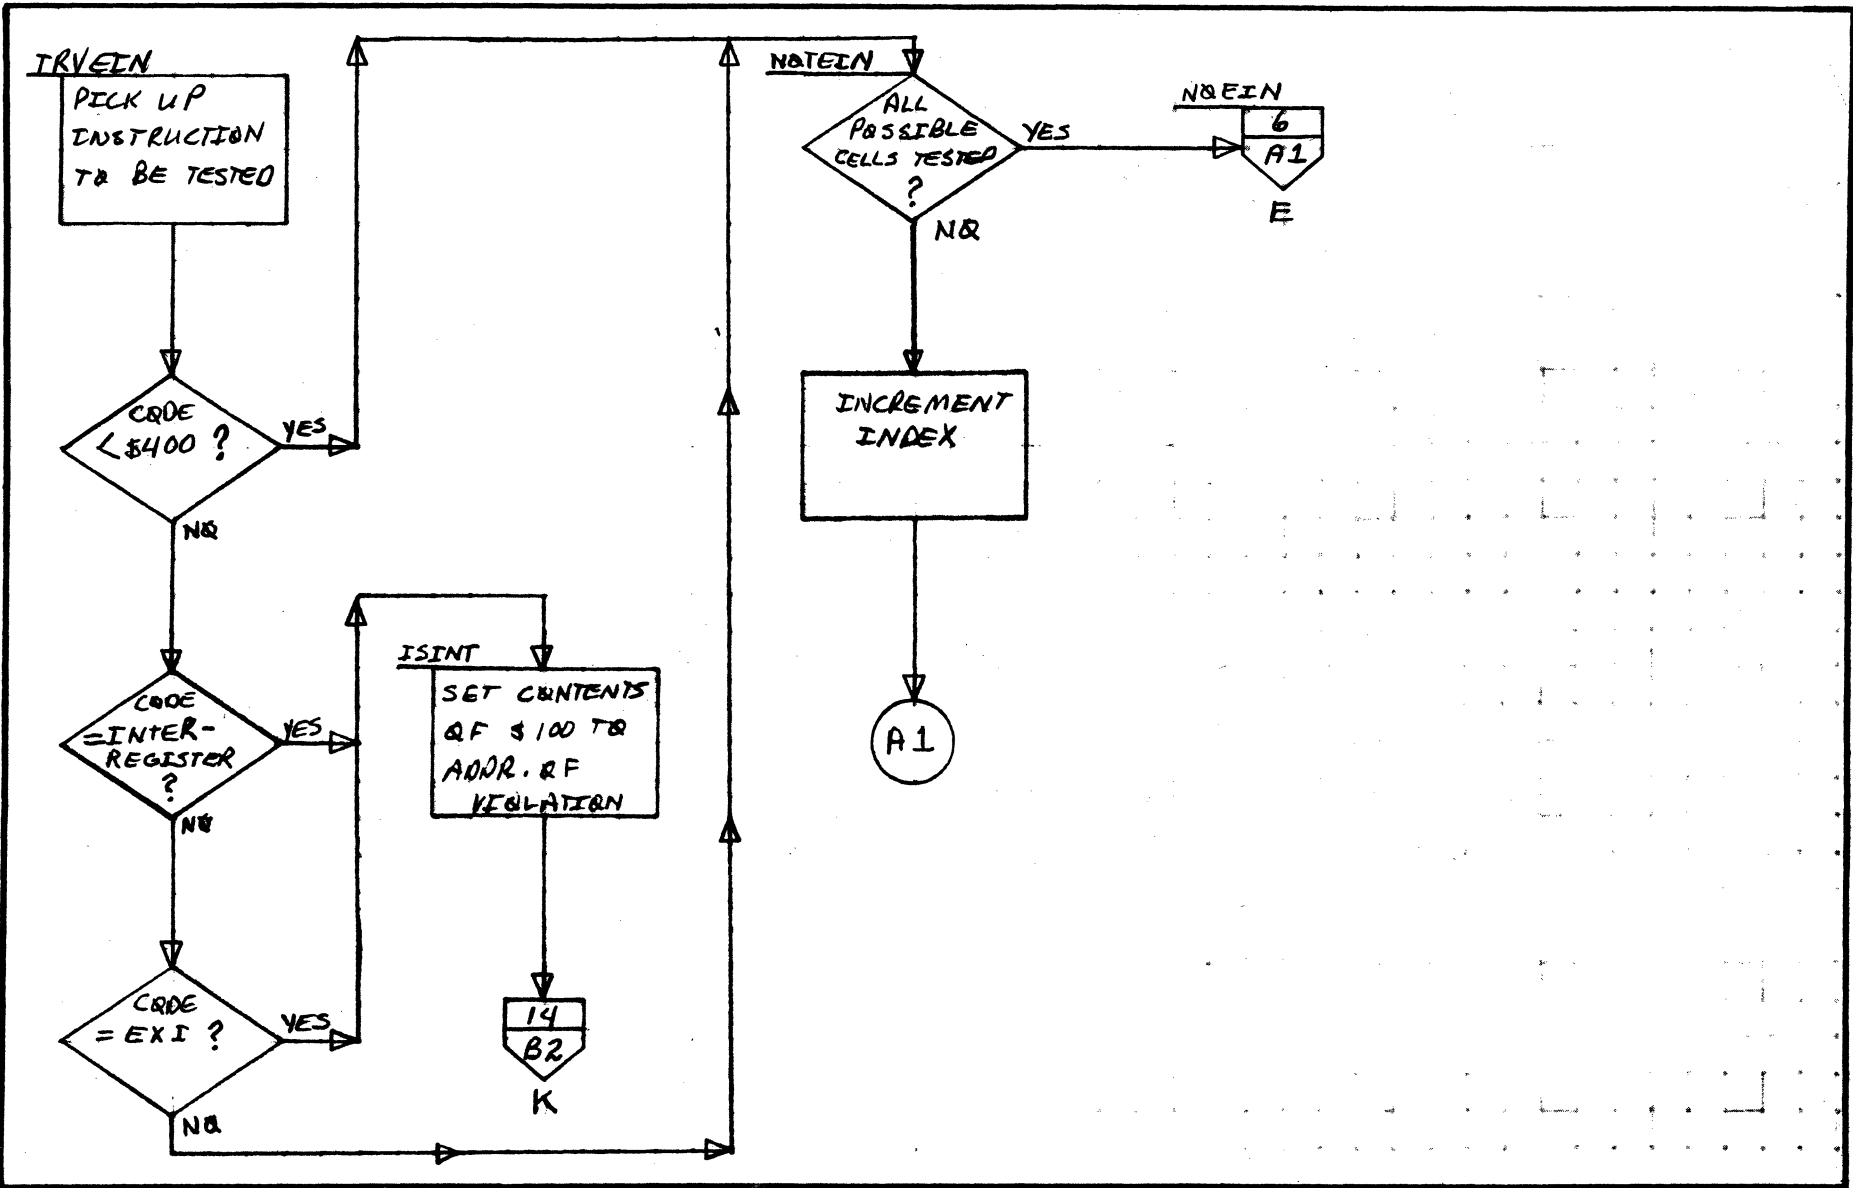 IRVEIN
PICK UP
INSTRUCTION
TO BE TESTED
CODE
< $400 ?
YES
NO
CODE
=INTER-
REGISTER
?
YES
NO
CODE
= EXI ?
YES
NO
ISINT
SET CONTENTS
OF $100 TO
ADDR. OF
VIOLATION
14
B2
K
NOTEIN
ALL
POSSIBLE
CELLS TESTED
?
YES
NO
INCREMENT
INDEX
A1
NOEIN
6
A1
E